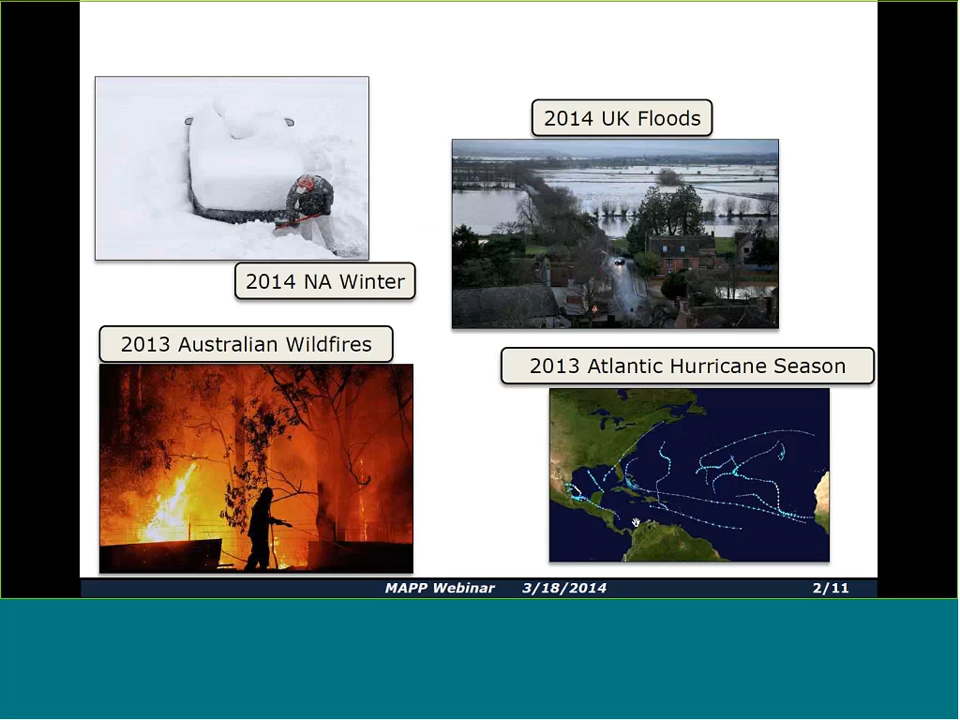 2014 UK Floods
2014 NA Winter
2013 Australian Wildfires
2013 Atlantic Hurricane Season
MAPP Webinar 3/18/2014 2/11